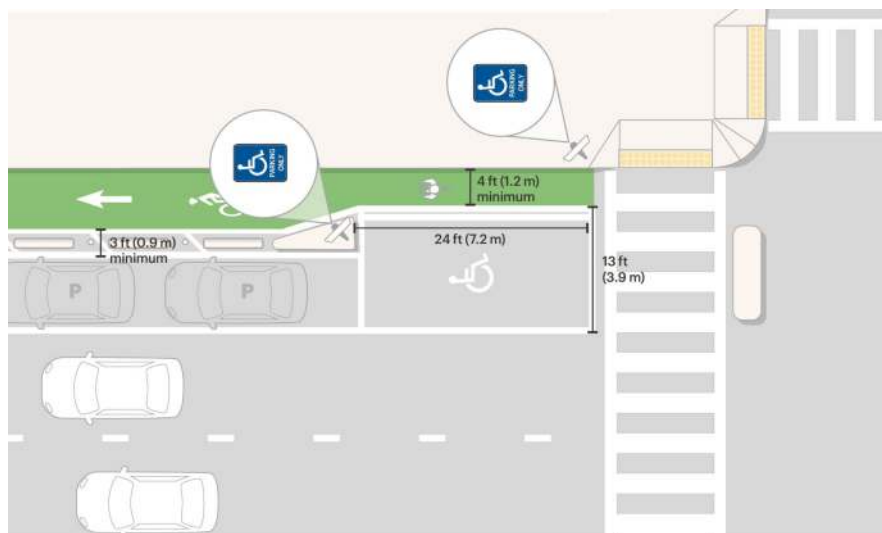 PARKING
ONLY
PARKING
ONLY
4 ft (1.2 m)
minimum
3 ft (0.9 m)
minimum
24 ft (7.2 m)
13 ft
(3.9 m)
P
P